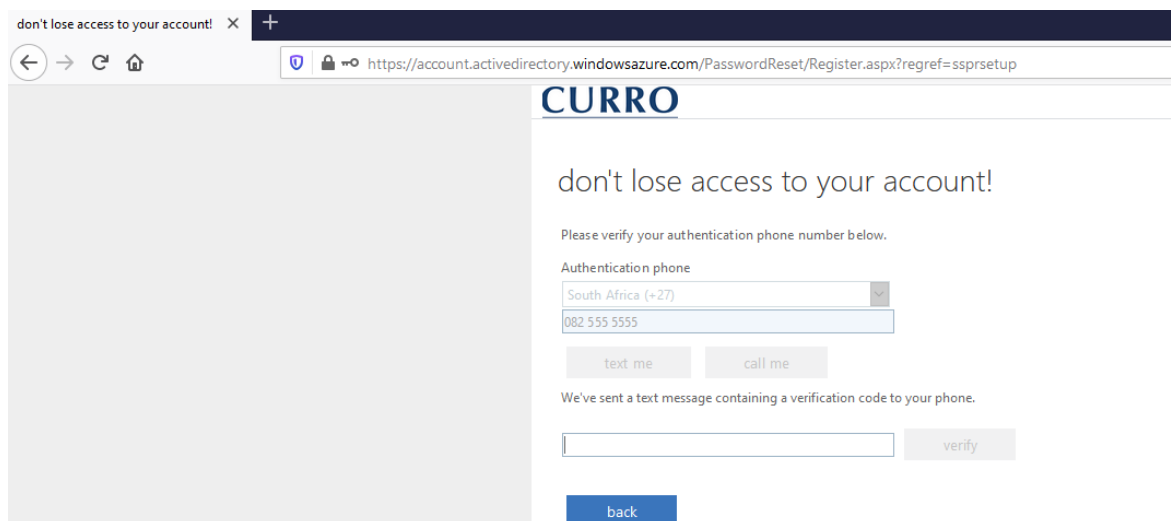 don't lose access to your account!
https://account.activedirectory.windowsazure.com/PasswordReset/Register.aspx?regref=ssprsetup
CURRO
don't lose access to your account!
Please verify your authentication phone number below.
Authentication phone
South Africa (+27)
082 555 5555
text me call me
We've sent a text message containing a verification code to your phone.
verify
back